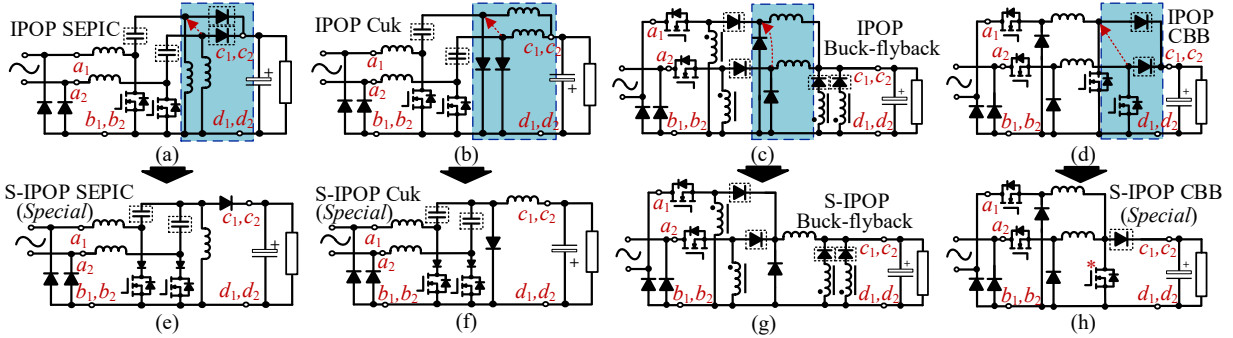 IPOP SEPIC
a1
a2
b1,b2
c1,c2
+
d1,d2
(a)
IPOP Cuk
a1
a2
b1,b2
c1,c2
+
d1,d2
(b)
IPOP
Buck-flyback
a1
a2
b1,b2
c1,c2
+
d1,d2
(c)
IPOP
CBB
a1
a2
b1,b2
c1,c2
+
d1,d2
(d)
S-IPOP SEPIC
(Special)
a1
a2
b1,b2
c1,c2
+
d1,d2
(e)
S-IPOP Cuk
(Special)
a1
a2
b1,b2
c1,c2
+
d1,d2
(f)
S-IPOP
Buck-flyback
a1
a2
b1,b2
c1,c2
+
d1,d2
(g)
S-IPOP CBB
(Special)
a1
a2
b1,b2
*
c1,c2
+
d1,d2
(h)